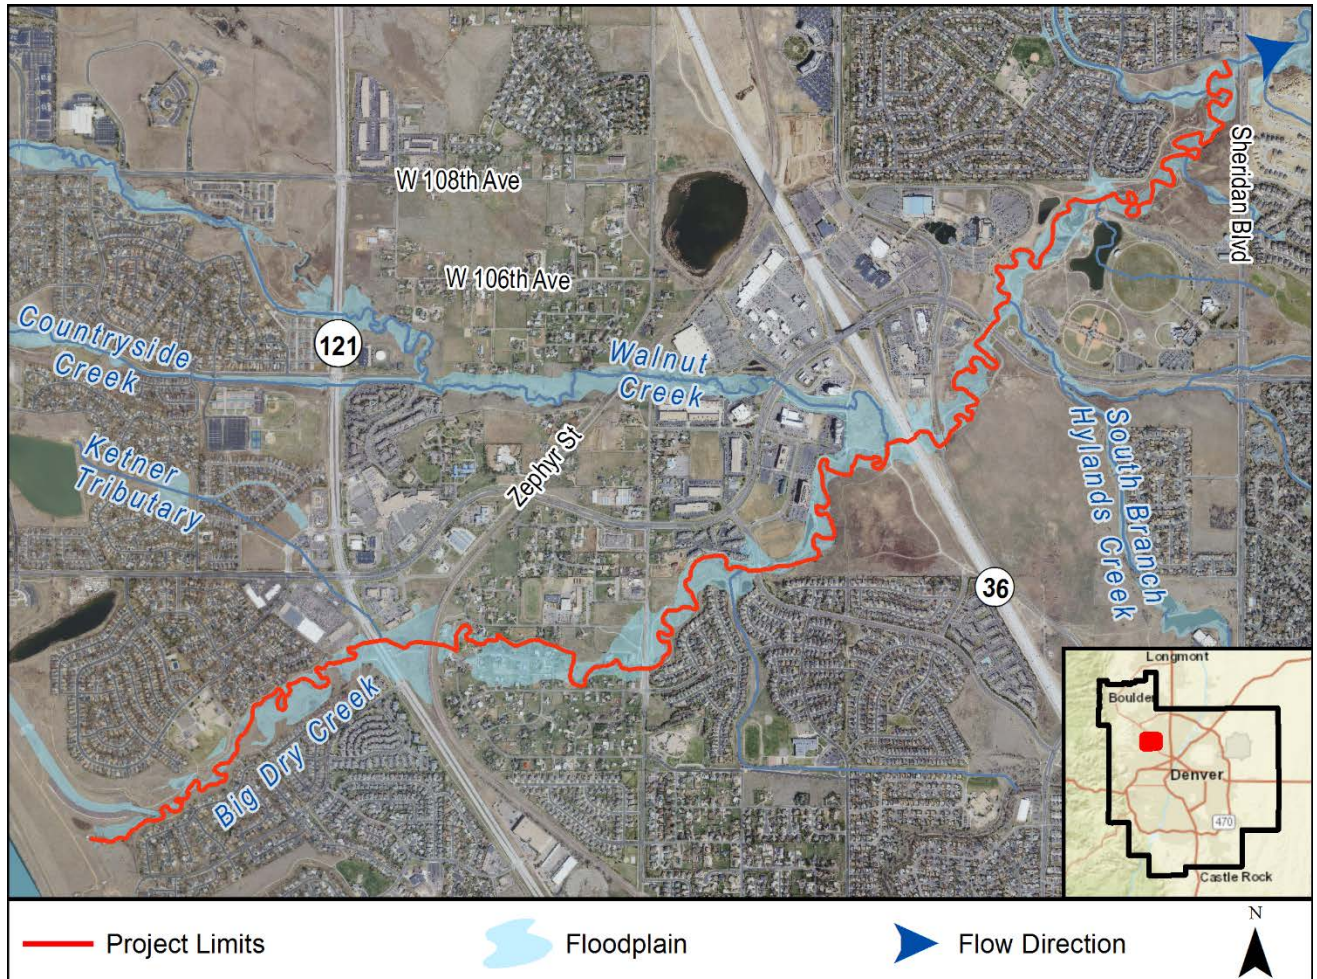 W 108th Ave
Sheridan Blvd
W 106th Ave
Countryside
Creek
121
Walnut
Creek
Ketner
Tributary
Zephyr St
South Branch
Hylands Creek
36
Big Dry Creek
Longmont
Boulder
Denver
470
Castle Rock
Project Limits
Floodplain
Flow Direction
N